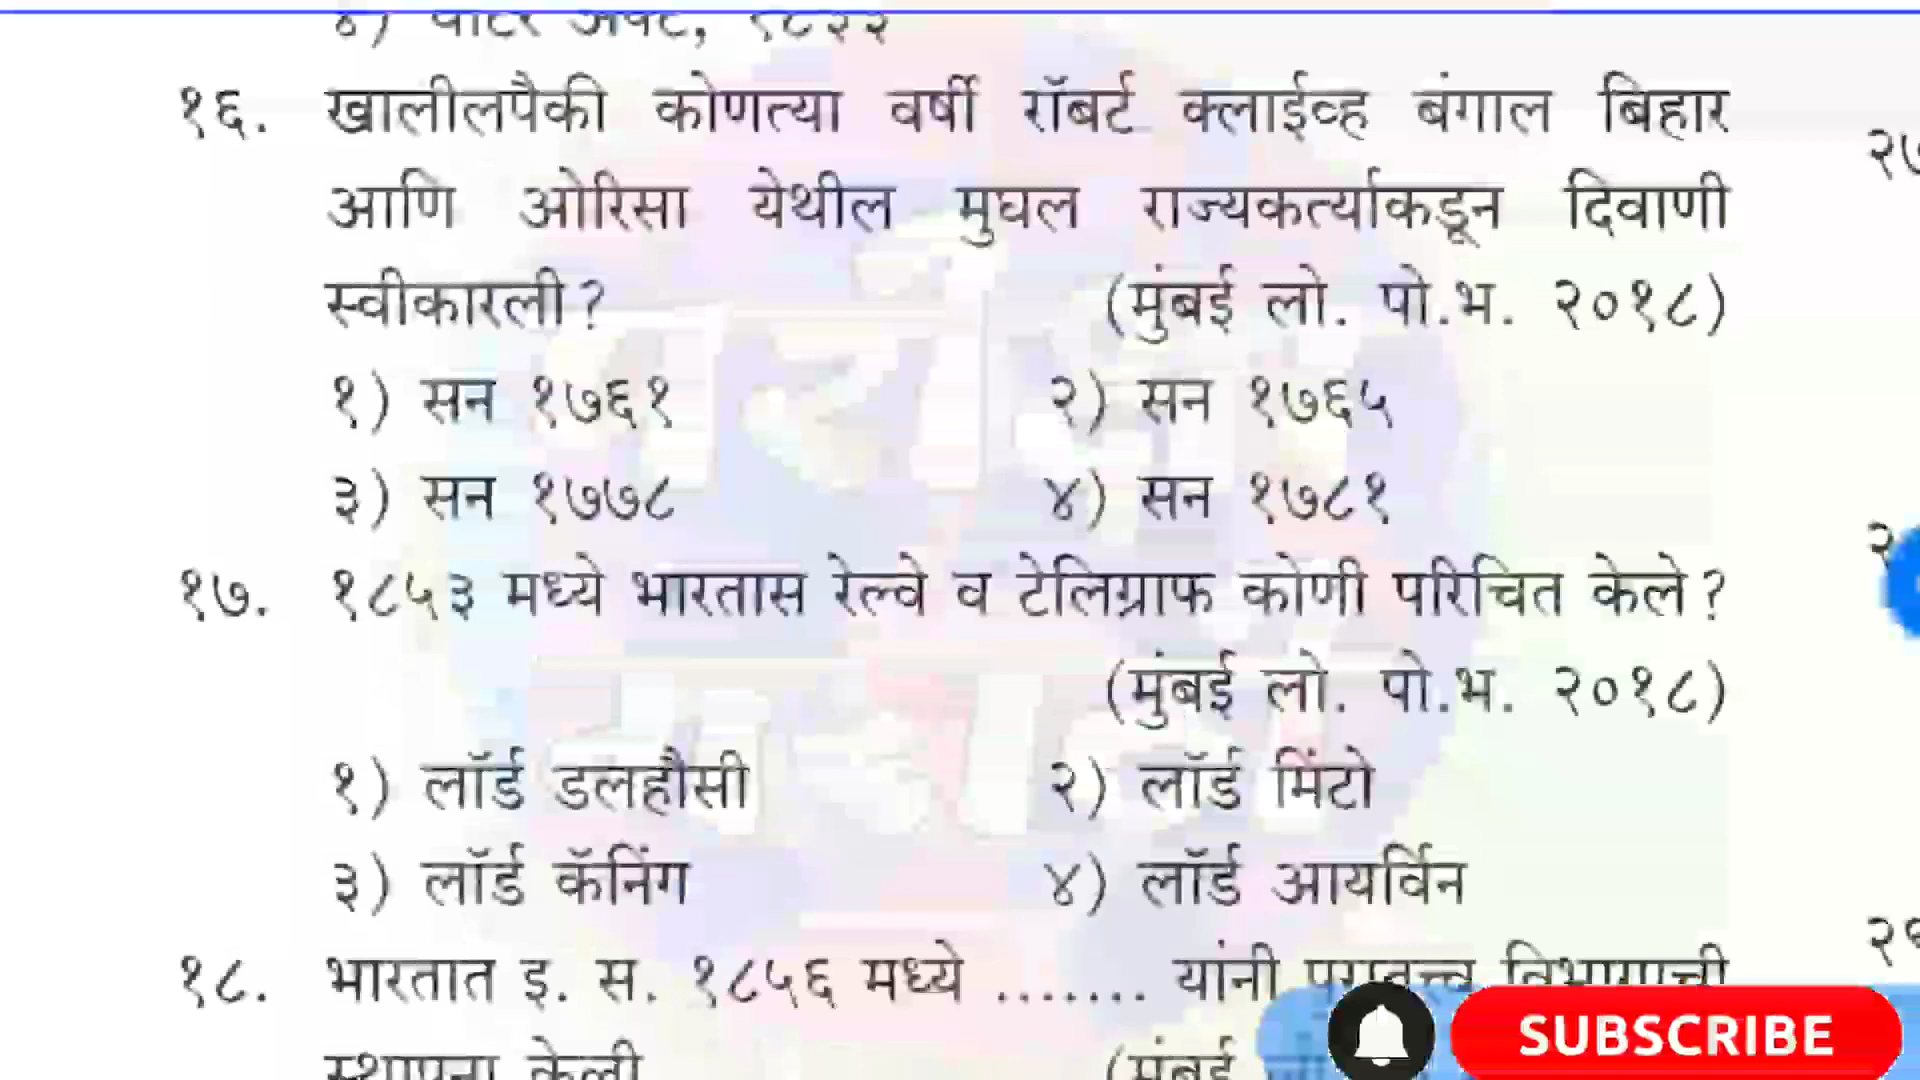 १६. खालीलपैकी कोणत्या वर्षी रॉबर्ट क्लाईव्ह बंगाल बिहार
आणि ओरिसा येथील मुघल राज्यकर्त्याकडून दिवाणी
स्वीकारली? (मुंबई लो. पो.भ. २०१८)
१) सन १७६१ २) सन १७६५
३) सन १७७८ ४) सन १७८१
१७. १८५३ मध्ये भारतास रेल्वे व टेलिग्राफ कोणी परिचित केले?
(मुंबई लो. पो.भ. २०१८)
१) लॉर्ड डलहौसी २) लॉर्ड मिंटो
३) लॉर्ड कॅनिंग ४) लॉर्ड आयर्विन
१८. भारतात इ. स. १८५६ मध्ये ....... यांनी
स्थापना केली (मुंबई
SUBSCRIBE